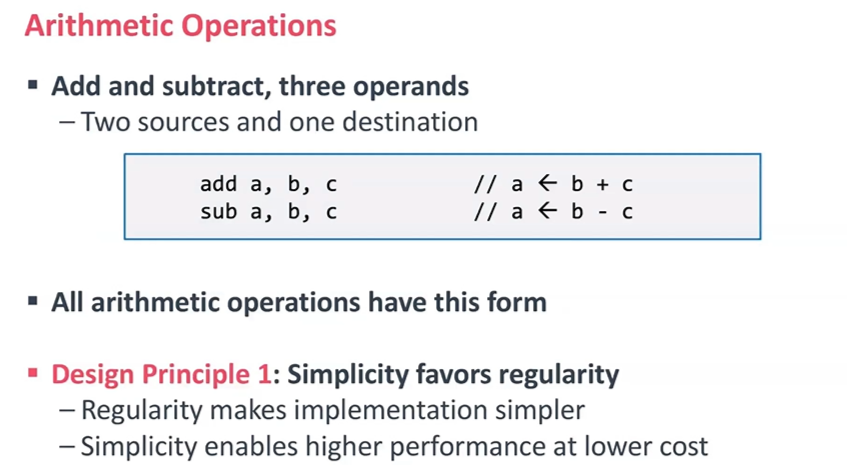 Arithmetic Operations
▪ Add and subtract, three operands
– Two sources and one destination
add a, b, c // a ← b + c
sub a, b, c // a ← b - c
▪ All arithmetic operations have this form
▪ Design Principle 1: Simplicity favors regularity
– Regularity makes implementation simpler
– Simplicity enables higher performance at lower cost